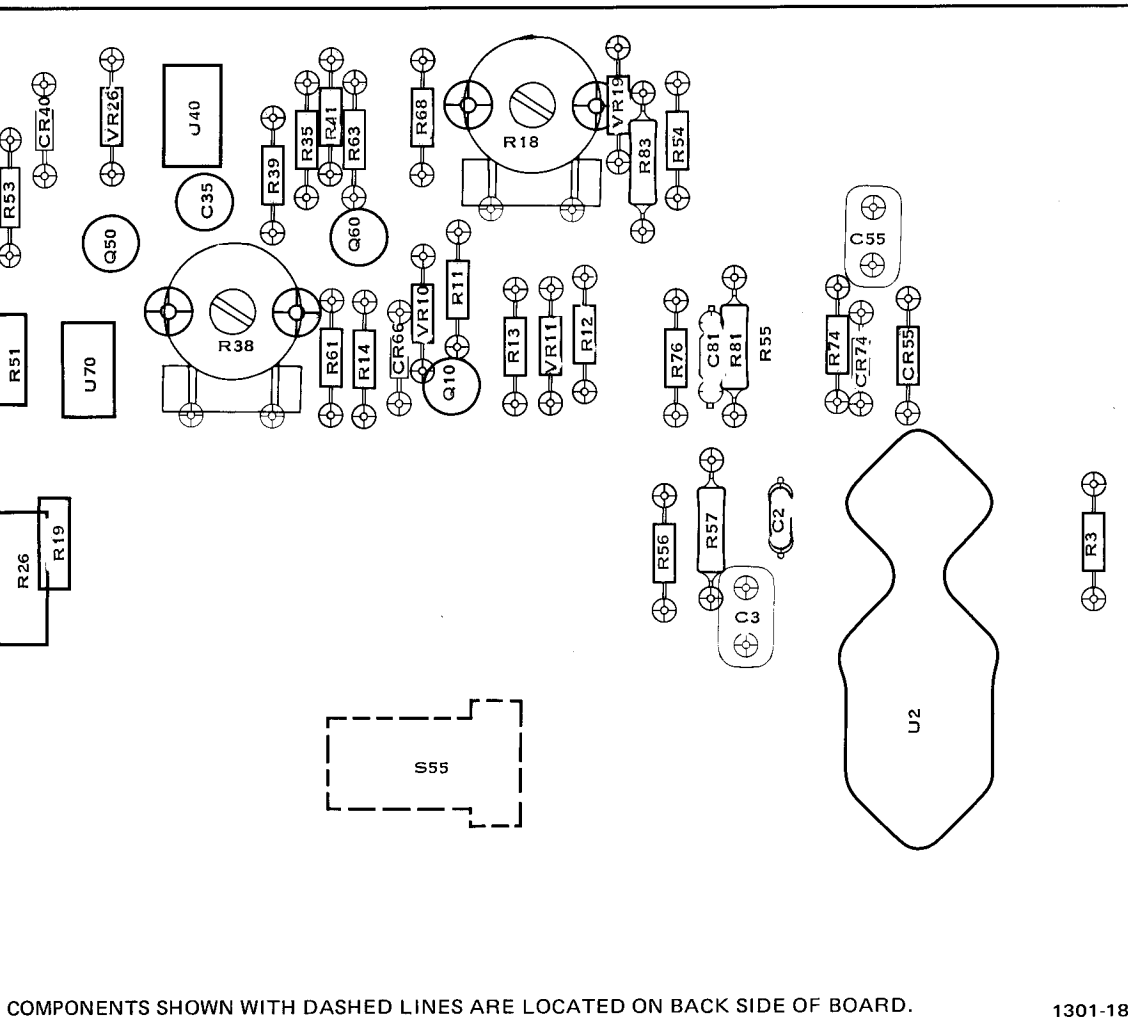 CR40
VR26
U40
R53
Q50
C35
R39
R35
R41
R63
Q60
R68
R18
VR19
R83
R54
C55
R51
U70
R38
R61
R14
CR66
VR10
R11
Q10
R13
VR11
R12
R76
C81
R81
R55
R74
CR74
CR55
R26
R19
R56
R57
C2
C3
R3
U2
S55
COMPONENTS SHOWN WITH DASHED LINES ARE LOCATED ON BACK SIDE OF BOARD.
1301-18